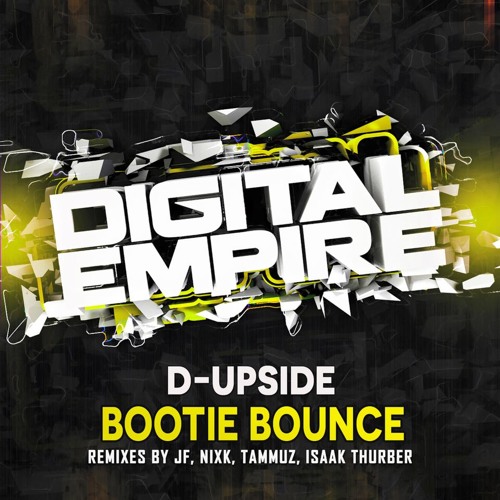 DIGITAL
EMPIRE
D-UPSIDE
BOOTIE BOUNCE
REMIXES BY JF, NIXK, TAMMUZ, ISAAK THURBER